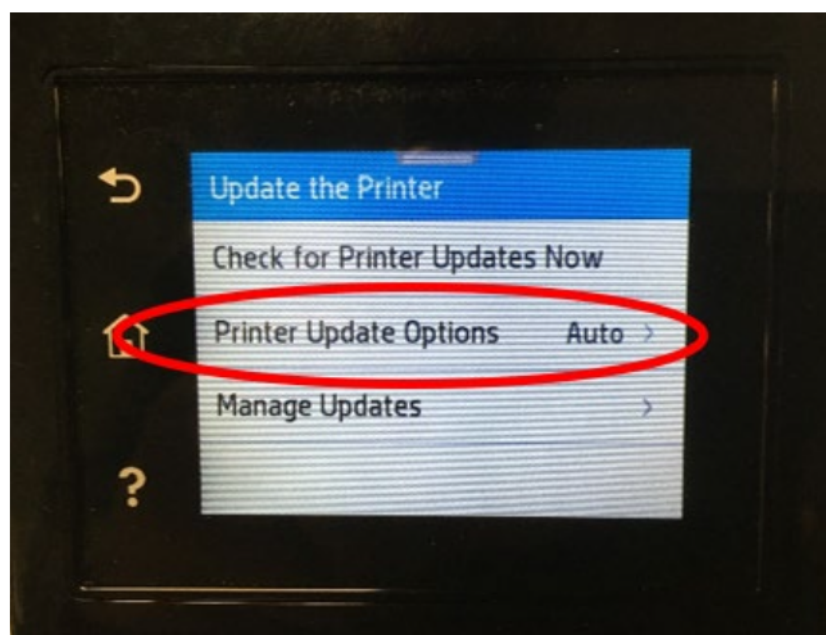 Update the Printer
Check for Printer Updates Now
Printer Update Options Auto >
Manage Updates >
?